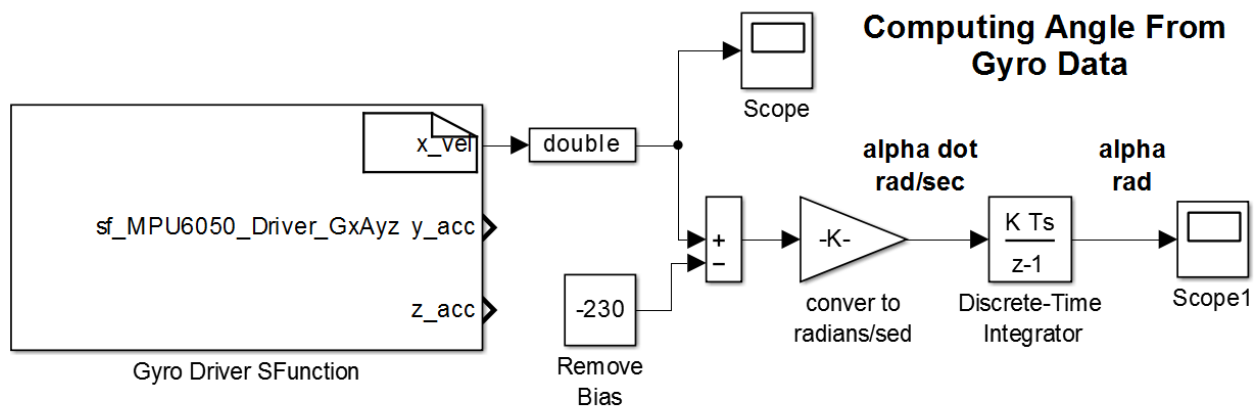 Computing Angle From
Gyro Data
Scope
x_vel
double
alpha dot
rad/sec
alpha
rad
sf_MPU6050_Driver_GxAyz y_acc
z_acc
+
−
-K-
K Ts
z-1
-230
conver to
radians/sed
Discrete-Time
Integrator
Scope1
Gyro Driver SFunction
Remove
Bias